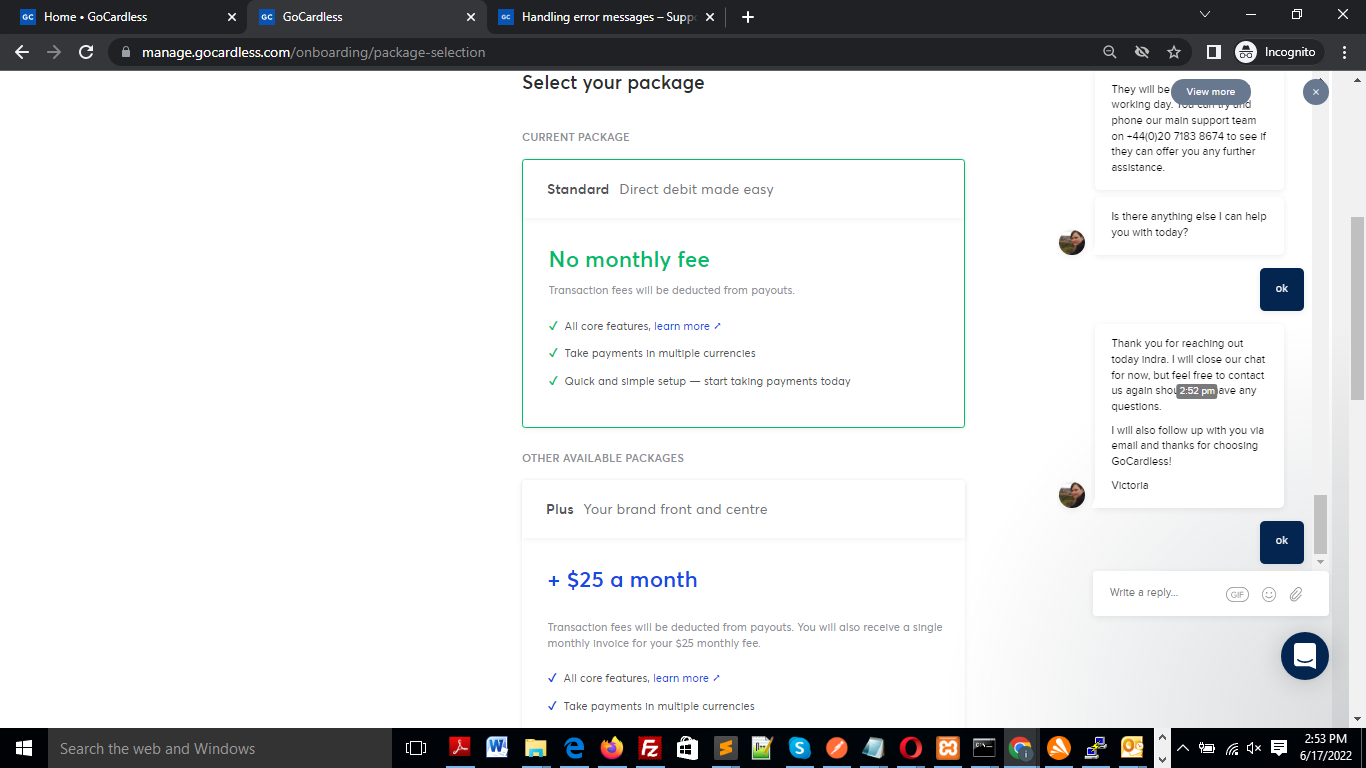 GC Home • GoCardless
GC GoCardless
GC Handling error messages – Supp
manage.gocardless.com/onboarding/package-selection
Incognito
Select your package
CURRENT PACKAGE
Standard Direct debit made easy
No monthly fee
Transaction fees will be deducted from payouts.
✓ All core features, learn more ↗
✓ Take payments in multiple currencies
✓ Quick and simple setup — start taking payments today
OTHER AVAILABLE PACKAGES
Plus Your brand front and centre
+ $25 a month
Transaction fees will be deducted from payouts. You will also receive a single
monthly invoice for your $25 monthly fee.
✓ All core features, learn more ↗
✓ Take payments in multiple currencies
View more
They will be
working day. You can try and
phone our main support team
on +44(0)20 7183 8674 to see if
they can offer you any further
assistance.
Is there anything else I can help
you with today?
ok
Thank you for reaching out
today indra. I will close our chat
for now, but feel free to contact
us again shou 2:52 pm ave any
questions.
I will also follow up with you via
email and thanks for choosing
GoCardless!
Victoria
ok
Write a reply...
GIF
Search the web and Windows
2:53 PM
6/17/2022